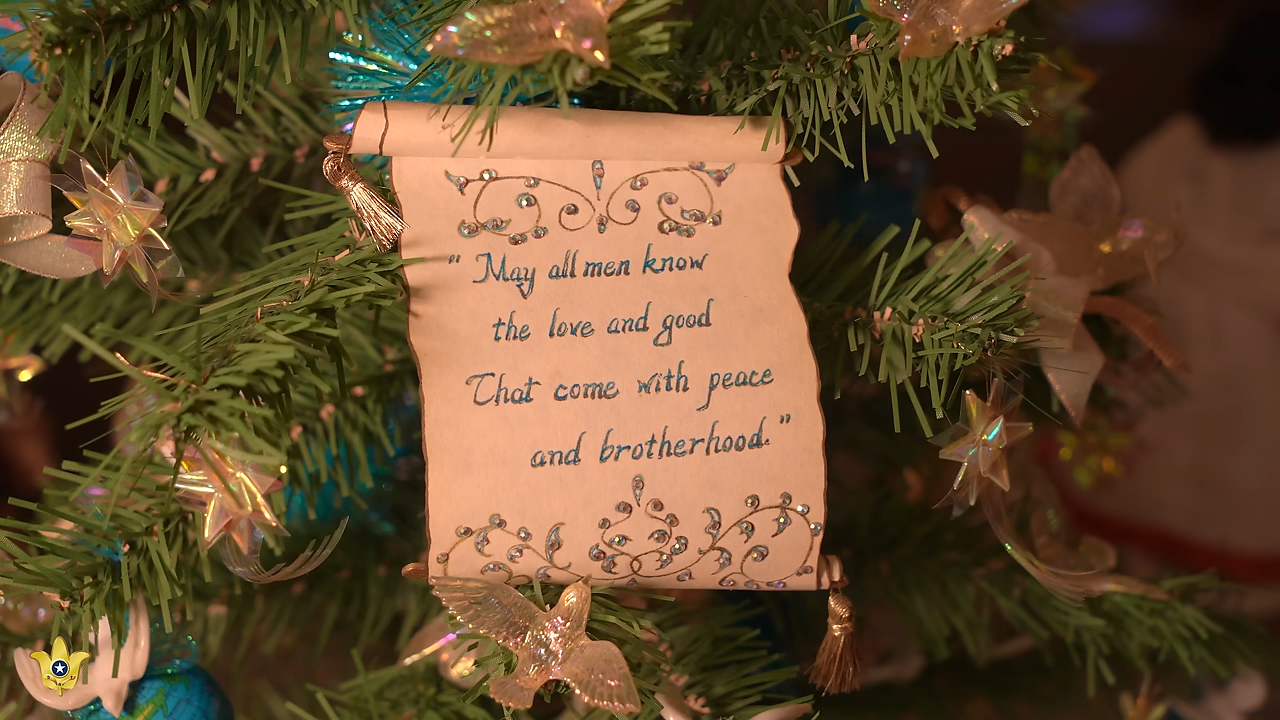 " May all men know
the love and good
That come with peace
and brotherhood."